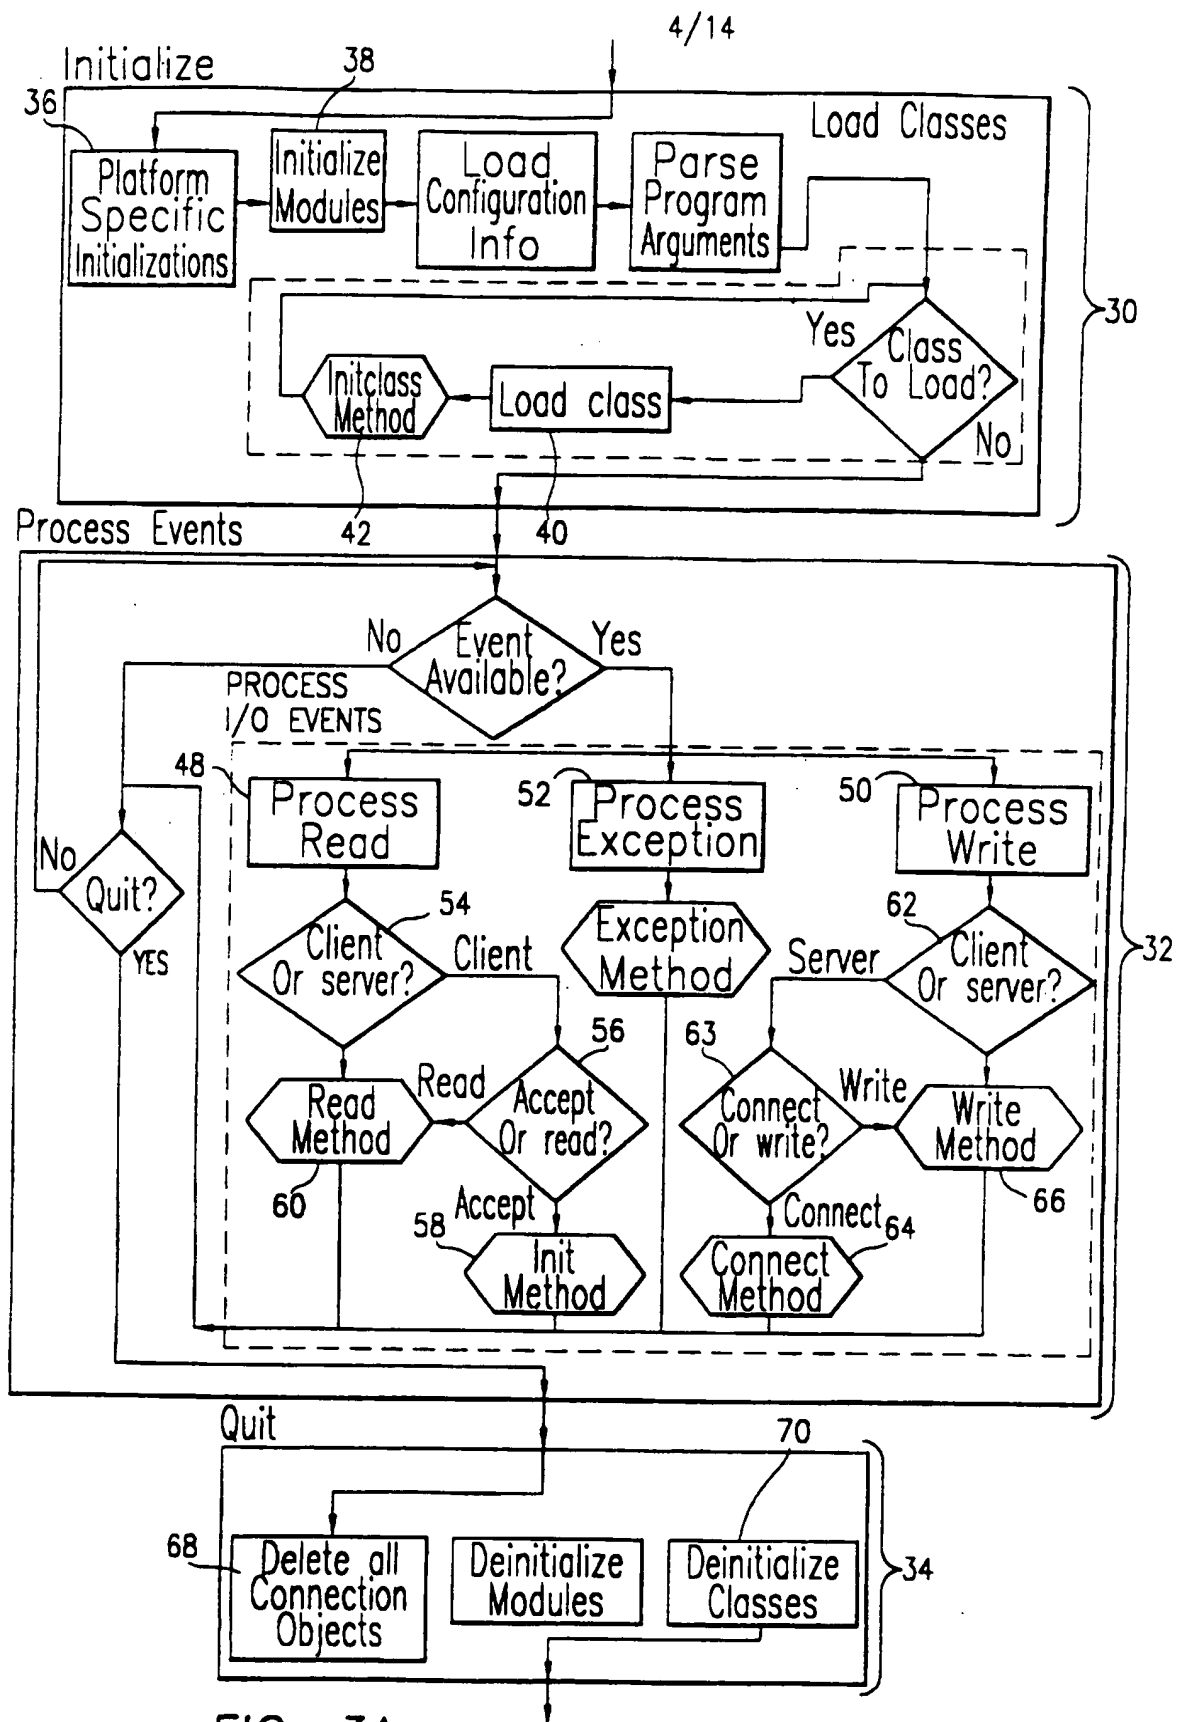 4/14
Initialize
38
36
Load Classes
Platform
Specific
Initializations
Initialize
Modules
Load
Configuration
Info
Parse
Program
Arguments
30
Yes
Class
To Load?
No
Initclass
Method
Load class
42
40
Process Events
No
Event
Available?
Yes
PROCESS
I/O EVENTS
48
Process
Read
52
Process
Exception
50
Process
Write
No
Quit?
YES
54
Client
Or server?
Client
Exception
Method
62
Server
Client
Or server?
32
56
63
Read
Method
Read
Accept
Or read?
Connect
Or write?
Write
Write
Method
60
66
Accept
58
Init
Method
Connect
64
Connect
Method
Quit
70
68
Delete all
Connection
Objects
Deinitialize
Modules
Deinitialize
Classes
34